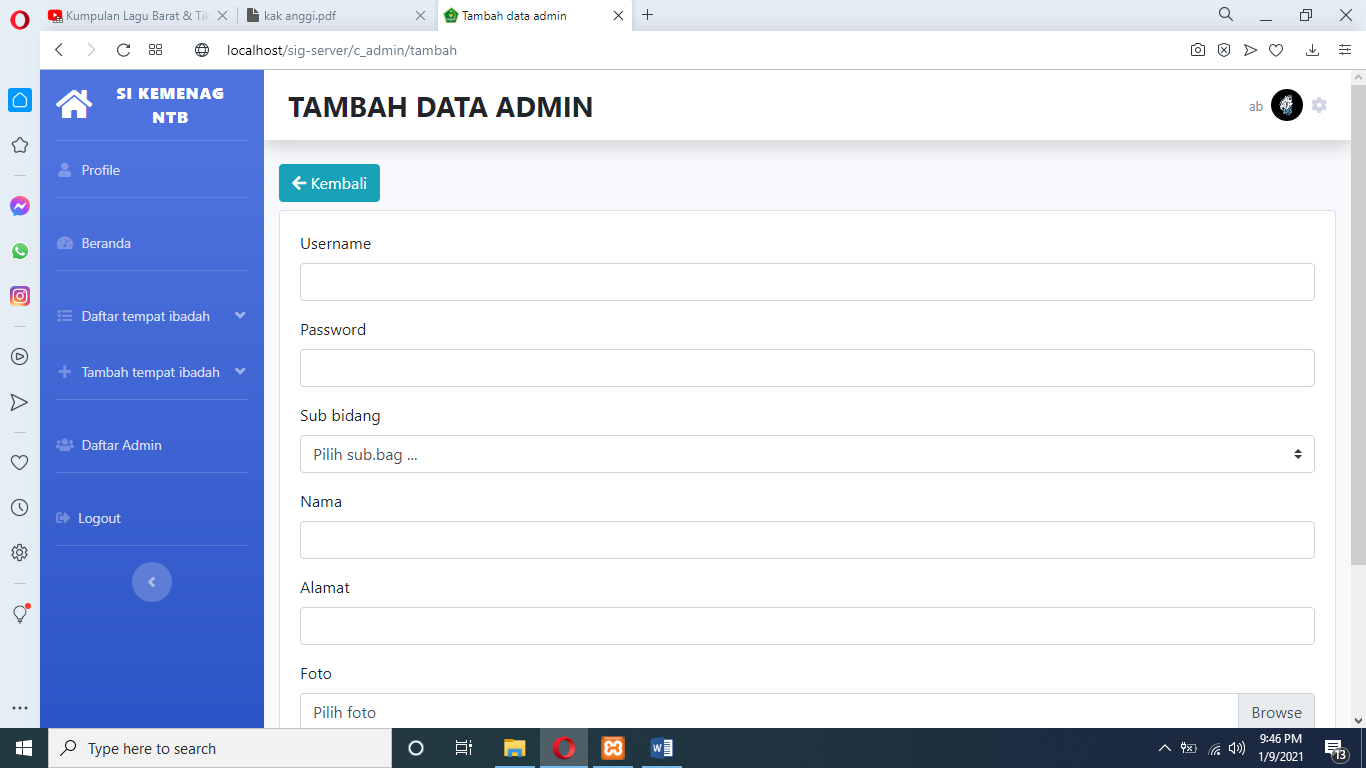 Kumpulan Lagu Barat & Tik
kak anggi.pdf
Tambah data admin
localhost/sig-server/c_admin/tambah
SI KEMENAG
NTB
Profile
Beranda
Daftar tempat ibadah
Tambah tempat ibadah
Daftar Admin
Logout
TAMBAH DATA ADMIN
ab
Kembali
Username
Password
Sub bidang
Pilih sub.bag ...
Nama
Alamat
Foto
Pilih foto
Browse
Type here to search
9:46 PM
1/9/2021
13